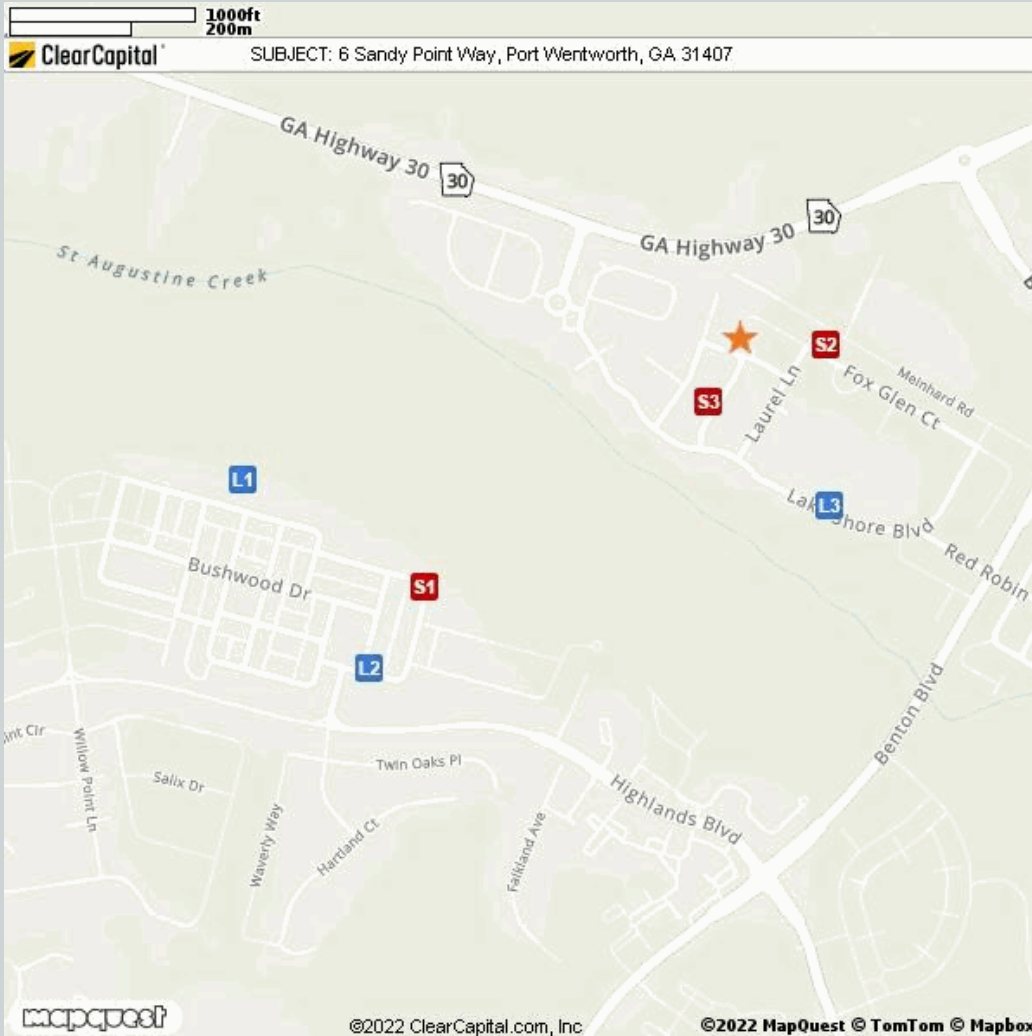 1000ft
200m
ClearCapital
SUBJECT: 6 Sandy Point Way, Port Wentworth, GA 31407
GA Highway 30
30
30
GA Highway 30
St Augustine Creek
S2
Meinhard Rd
Fox Glen Ct
S3
Laurel Ln
L1
L3
Shore Blvd
Red Robin
Bushwood Dr
S1
L2
Benton Blvd
Willow Point Ln
Twin Oaks Pl
Salix Dr
Highlands Blvd
Waverly Way
Hartland Ct
Falkland Ave
mapquest
©2022 ClearCapital.com, Inc
©2022 MapQuest © TomTom © Mapbox